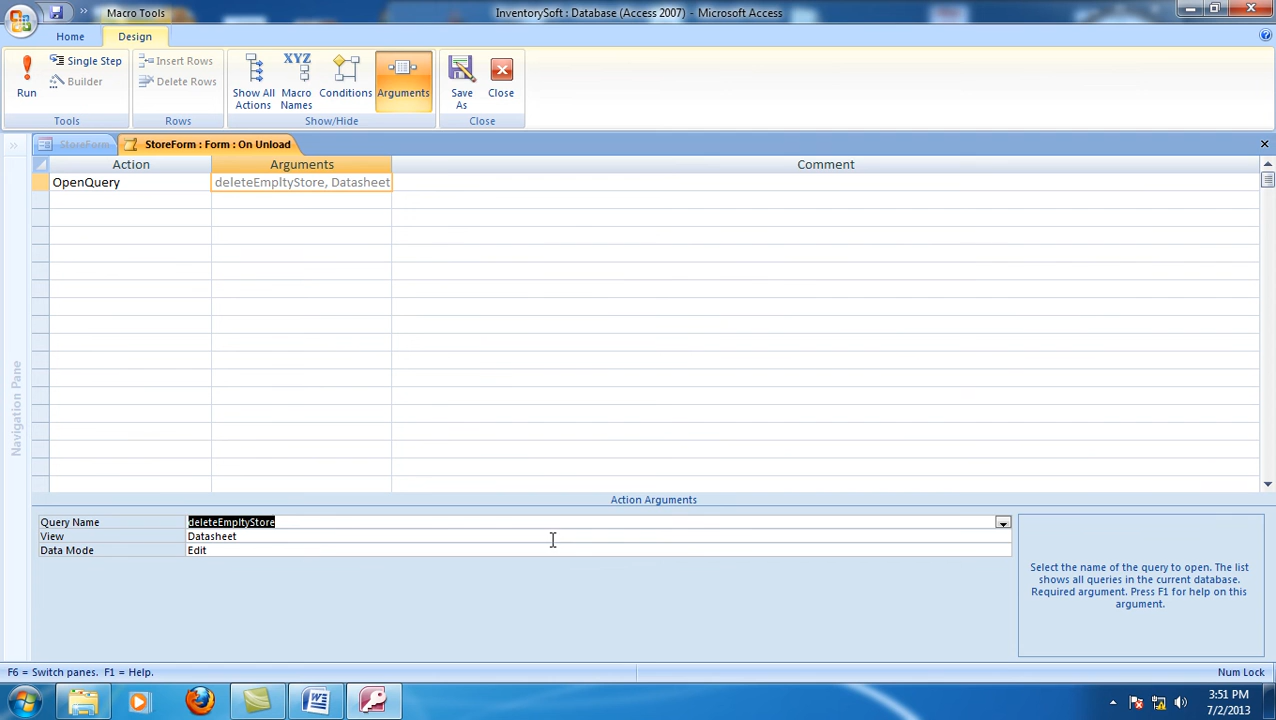 Macro Tools
InventorySoft : Database (Access 2007) - Microsoft Access
Home
Design
Run
Single Step
Builder
Tools
Insert Rows
Delete Rows
Rows
Show All Actions
XYZ
Macro Names
Conditions
Arguments
Show/Hide
Save As
Close
Close
StoreForm
StoreForm : Form : On Unload
Action
Arguments
Comment
OpenQuery
deleteEmpltyStore, Datasheet
Navigation Pane
Action Arguments
Query Name
deleteEmpltyStore
View
Datasheet
Data Mode
Edit
Select the name of the query to open. The list
shows all queries in the current database.
Required argument. Press F1 for help on this
argument.
F6 = Switch panes. F1 = Help.
Num Lock
3:51 PM
7/2/2013